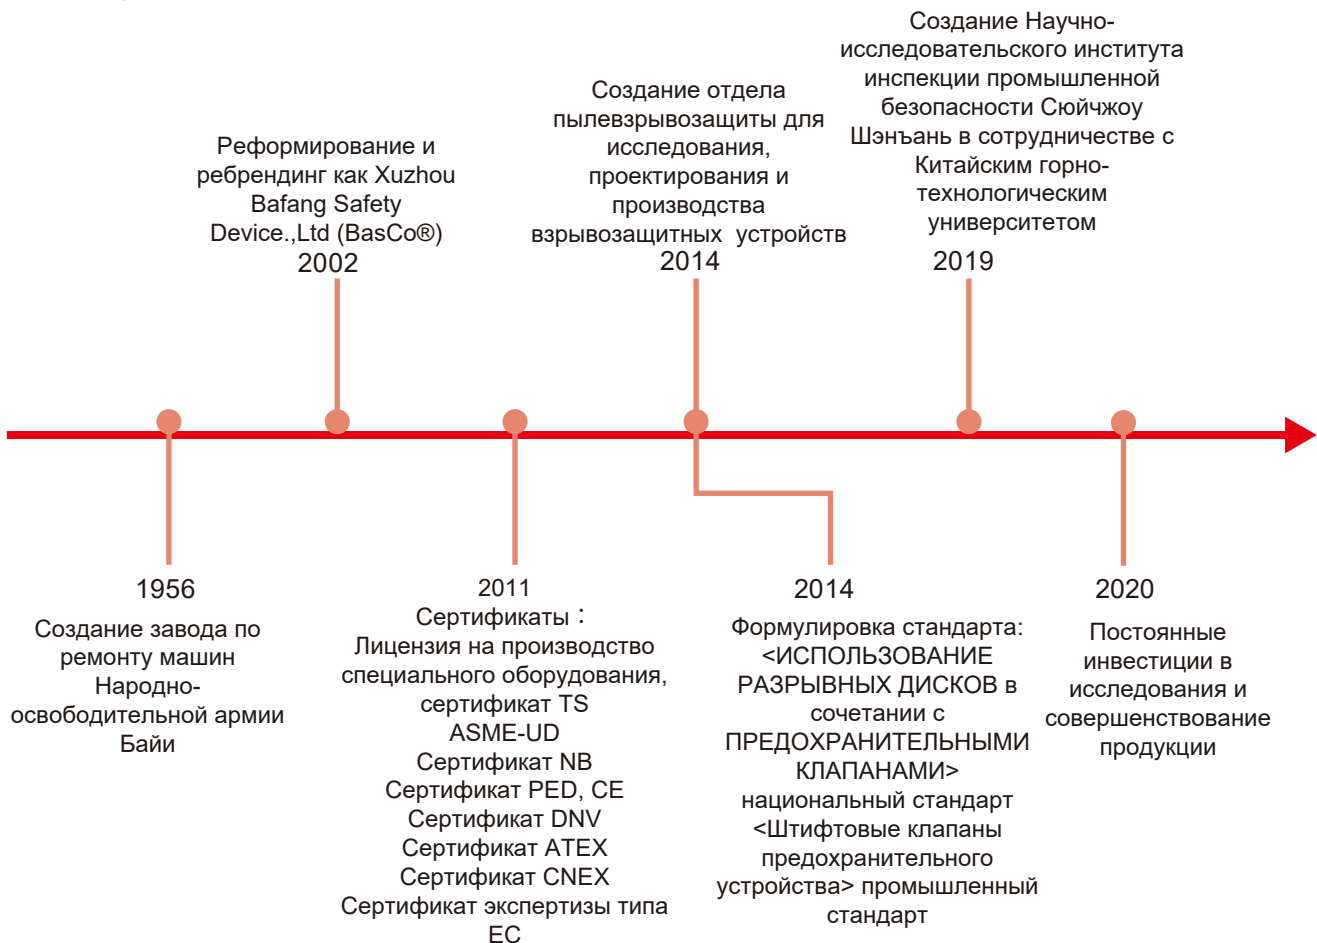 Создание Научно-
исследовательского института
инспекции промышленной
безопасности Сюйчжоу
Шэнъань в сотрудничестве с
Китайским горно-
технологическим
университетом
2019
Создание отдела
пылевзрывозащиты для
исследования,
проектирования и
производства
взрывозащитных устройств
2014
Реформирование и
ребрендинг как Xuzhou
Bafang Safety
Device.,Ltd (BasCo®)
2002
1956
Создание завода по
ремонту машин
Народно-
освободительной армии
Байи
2011
Сертификаты：
Лицензия на производство
специального оборудования,
сертификат TS
ASME-UD
Сертификат NB
Сертификат PED, CE
Сертификат DNV
Сертификат ATEX
Сертификат CNEX
Сертификат экспертизы типа
EC
2014
Формулировка стандарта:
<ИСПОЛЬЗОВАНИЕ
РАЗРЫВНЫХ ДИСКОВ в
сочетании с
ПРЕДОХРАНИТЕЛЬНЫМИ
КЛАПАНАМИ>
национальный стандарт
<Штифтовые клапаны
предохранительного
устройства> промышленный
стандарт
2020
Постоянные
инвестиции в
исследования и
совершенствование
продукции